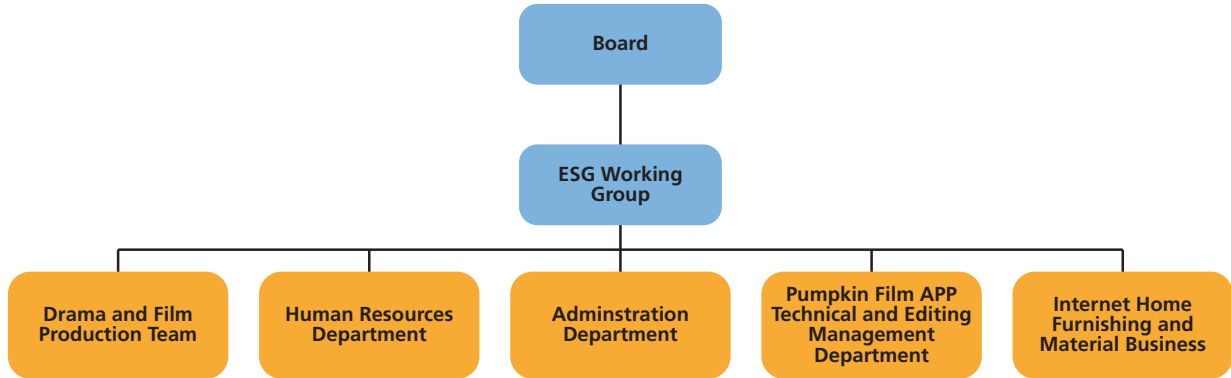 Board
ESG Working
Group
Drama and Film
Production Team
Human Resources
Department
Adminstration
Department
Pumpkin Film APP
Technical and Editing
Management
Department
Internet Home
Furnishing and
Material Business